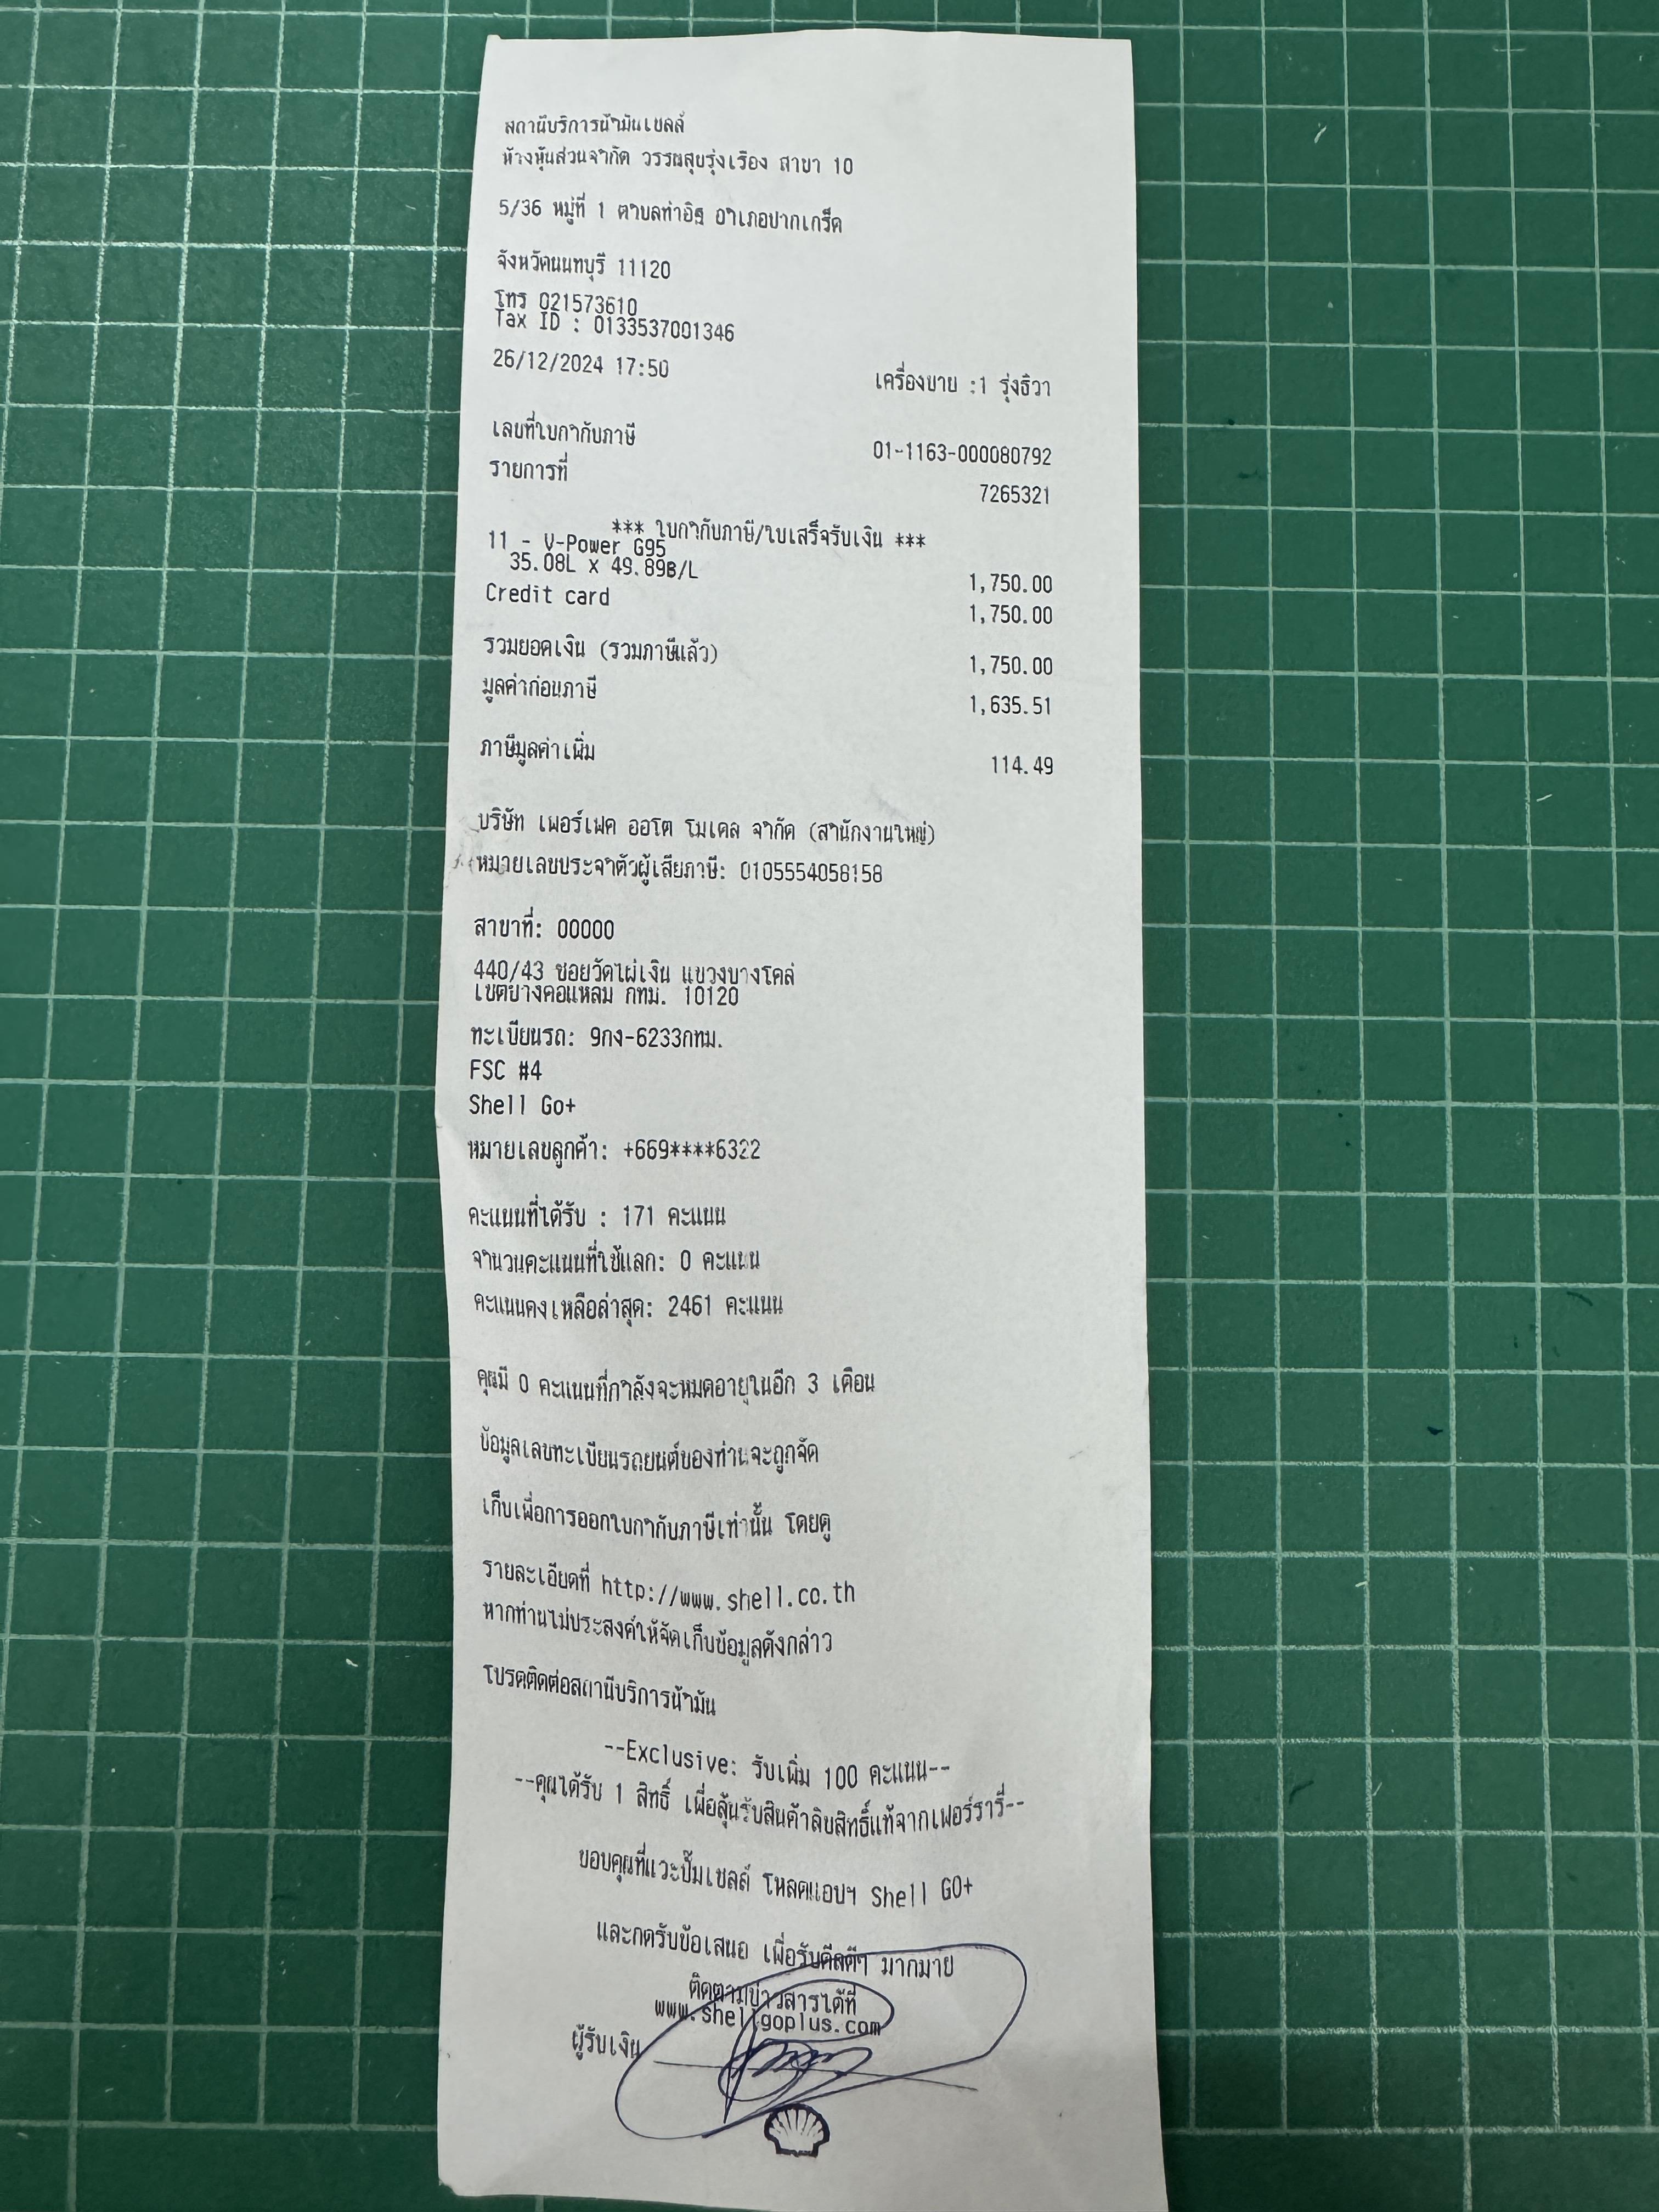 สถานีบริการน้ำมันเชลล์
ห้างหุ้นส่วนจำกัด วรรณสุขรุ่งเรือง สาขา 10
5/36 หมู่ที่ 1 ตำบลท่าอิฐ อำเภอปากเกร็ด
จังหวัดนนทบุรี 11120
โทร 021573610
Tax ID : 0133537001346
26/12/2024 17:50
เครื่องขาย :1 รุ่งธิวา
เลขที่ใบกำกับภาษี 01-1163-000080792
รายการที่ 7265321
*** ใบกำกับภาษี/ใบเสร็จรับเงิน ***
11 - V-Power G95
35.08L x 49.89฿/L 1,750.00
Credit card 1,750.00
รวมยอดเงิน (รวมภาษีแล้ว) 1,750.00
มูลค่าก่อนภาษี 1,635.51
ภาษีมูลค่าเพิ่ม 114.49
บริษัท เพอร์เฟค ออโต โมเดล จำกัด (สำนักงานใหญ่)
หมายเลขประจำตัวผู้เสียภาษี: 0105554058158
สาขาที่: 00000
440/43 ซอยวัดไผ่เงิน แขวงบางโคล่
เขตบางคอแหลม กทม. 10120
ทะเบียนรถ: 9กง-6233กทม.
FSC #4
Shell Go+
หมายเลขลูกค้า: +669****6322
คะแนนที่ได้รับ : 171 คะแนน
จำนวนคะแนนที่ใช้แลก: 0 คะแนน
คะแนนคงเหลือล่าสุด: 2461 คะแนน
คุณมี 0 คะแนนที่กำลังจะหมดอายุในอีก 3 เดือน
ข้อมูลเลขทะเบียนรถยนต์ของท่านจะถูกจัด
เก็บเพื่อการออกใบกำกับภาษีเท่านั้น โดยดู
รายละเอียดที่ http://www.shell.co.th
หากท่านไม่ประสงค์ให้จัดเก็บข้อมูลดังกล่าว
โปรดติดต่อสถานีบริการน้ำมัน
--Exclusive: รับเพิ่ม 100 คะแนน--
--คุณได้รับ 1 สิทธิ์ เพื่อลุ้นรับสินค้าลิขสิทธิ์แท้จากเฟอร์รารี่--
ขอบคุณที่แวะปั๊มเชลล์ โหลดแอปฯ Shell GO+
และกดรับข้อเสนอ เพื่อรับดีลดีๆ มากมาย
ติดตามข่าวสารได้ที่
www.shellgoplus.com
ผู้รับเงิน